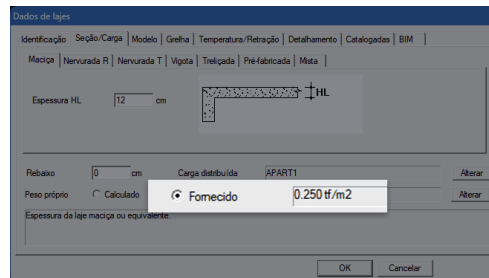 Dados de lajes
Identificação Seção/Carga Modelo Grelha Temperatura/Retração Detalhamento Catalogadas BIM
Maciça Nervurada R Nervurada T Vigota Treliçada Pré-fabricada Mista
Espessura HL 12 cm HL
Rebaixo 0 cm Carga distribuída APART1 Alterar
Peso próprio Calculado Fornecido 0.250 tf/m2 Alterar
Espessura da laje maciça ou equivalente.
OK Cancelar